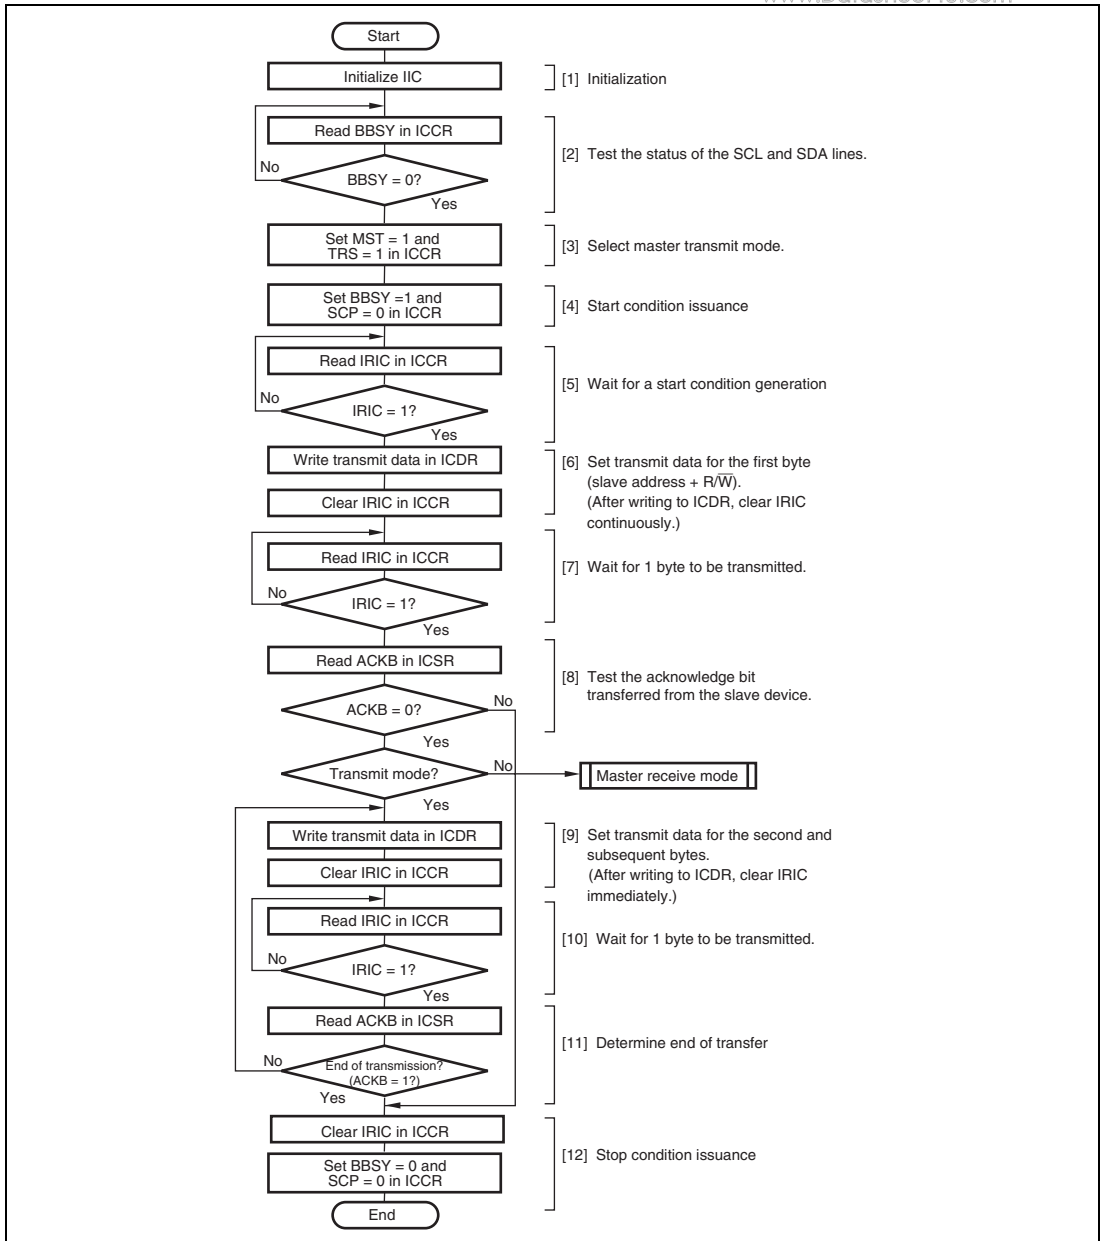 Start
Initialize IIC
[1] Initialization
Read BBSY in ICCR
[2] Test the status of the SCL and SDA lines.
No
BBSY = 0?
Yes
Set MST = 1 and
TRS = 1 in ICCR
[3] Select master transmit mode.
Set BBSY =1 and
SCP = 0 in ICCR
[4] Start condition issuance
Read IRIC in ICCR
[5] Wait for a start condition generation
No
IRIC = 1?
Yes
Write transmit data in ICDR
[6] Set transmit data for the first byte
(slave address + R/W̅).
(After writing to ICDR, clear IRIC
continuously.)
Clear IRIC in ICCR
Read IRIC in ICCR
[7] Wait for 1 byte to be transmitted.
No
IRIC = 1?
Yes
Read ACKB in ICSR
[8] Test the acknowledge bit
transferred from the slave device.
No
ACKB = 0?
Yes
Transmit mode?
No
Master receive mode
Yes
Write transmit data in ICDR
[9] Set transmit data for the second and
subsequent bytes.
(After writing to ICDR, clear IRIC
immediately.)
Clear IRIC in ICCR
Read IRIC in ICCR
[10] Wait for 1 byte to be transmitted.
No
IRIC = 1?
Yes
Read ACKB in ICSR
[11] Determine end of transfer
No
End of transmission?
(ACKB = 1?)
Yes
Clear IRIC in ICCR
[12] Stop condition issuance
Set BBSY = 0 and
SCP = 0 in ICCR
End